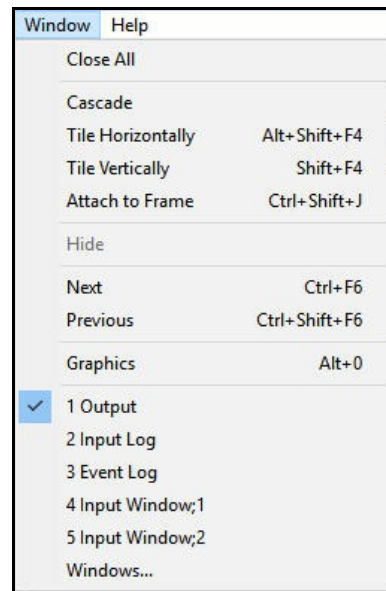 Window Help
Close All
Cascade
Tile Horizontally Alt+Shift+F4
Tile Vertically Shift+F4
Attach to Frame Ctrl+Shift+J
Hide
Next Ctrl+F6
Previous Ctrl+Shift+F6
Graphics Alt+0
1 Output
2 Input Log
3 Event Log
4 Input Window;1
5 Input Window;2
Windows...